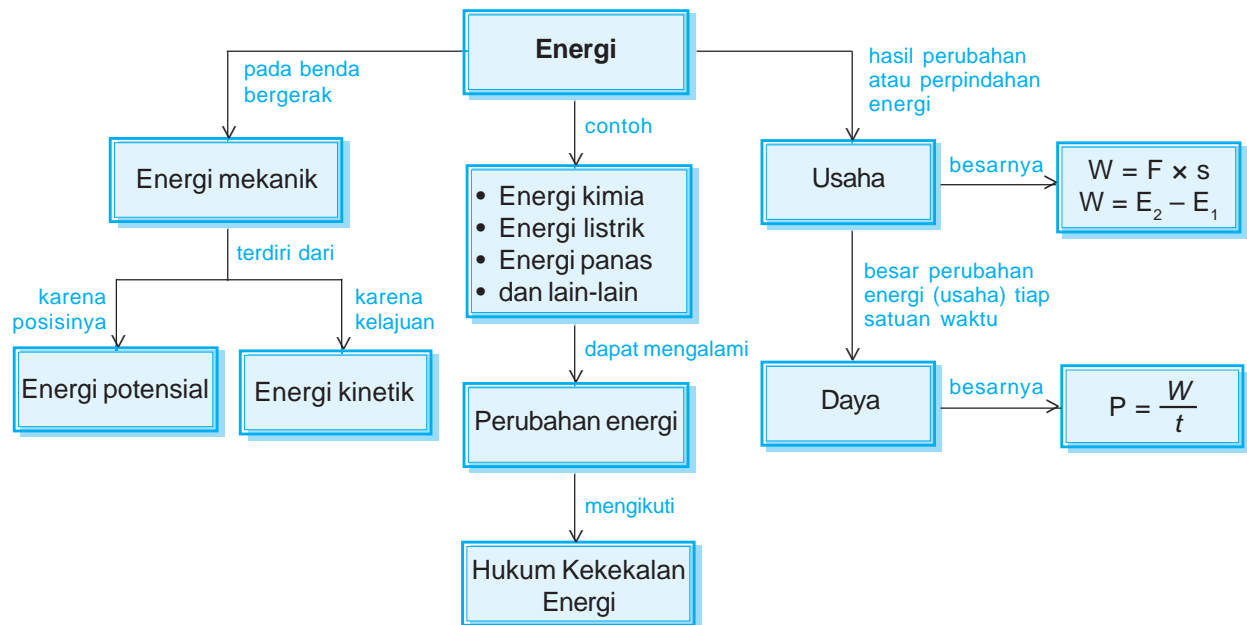 Energi
pada benda
bergerak
contoh
hasil perubahan
atau perpindahan
energi
Energi mekanik
• Energi kimia
• Energi listrik
• Energi panas
• dan lain-lain
Usaha
besarnya
W = F × s
W = E₂ – E₁
terdiri dari
karena
posisinya
karena
kelajuan
Energi potensial
Energi kinetik
dapat mengalami
Perubahan energi
mengikuti
Hukum Kekekalan
Energi
besar perubahan
energi (usaha) tiap
satuan waktu
Daya
besarnya
P = W/t